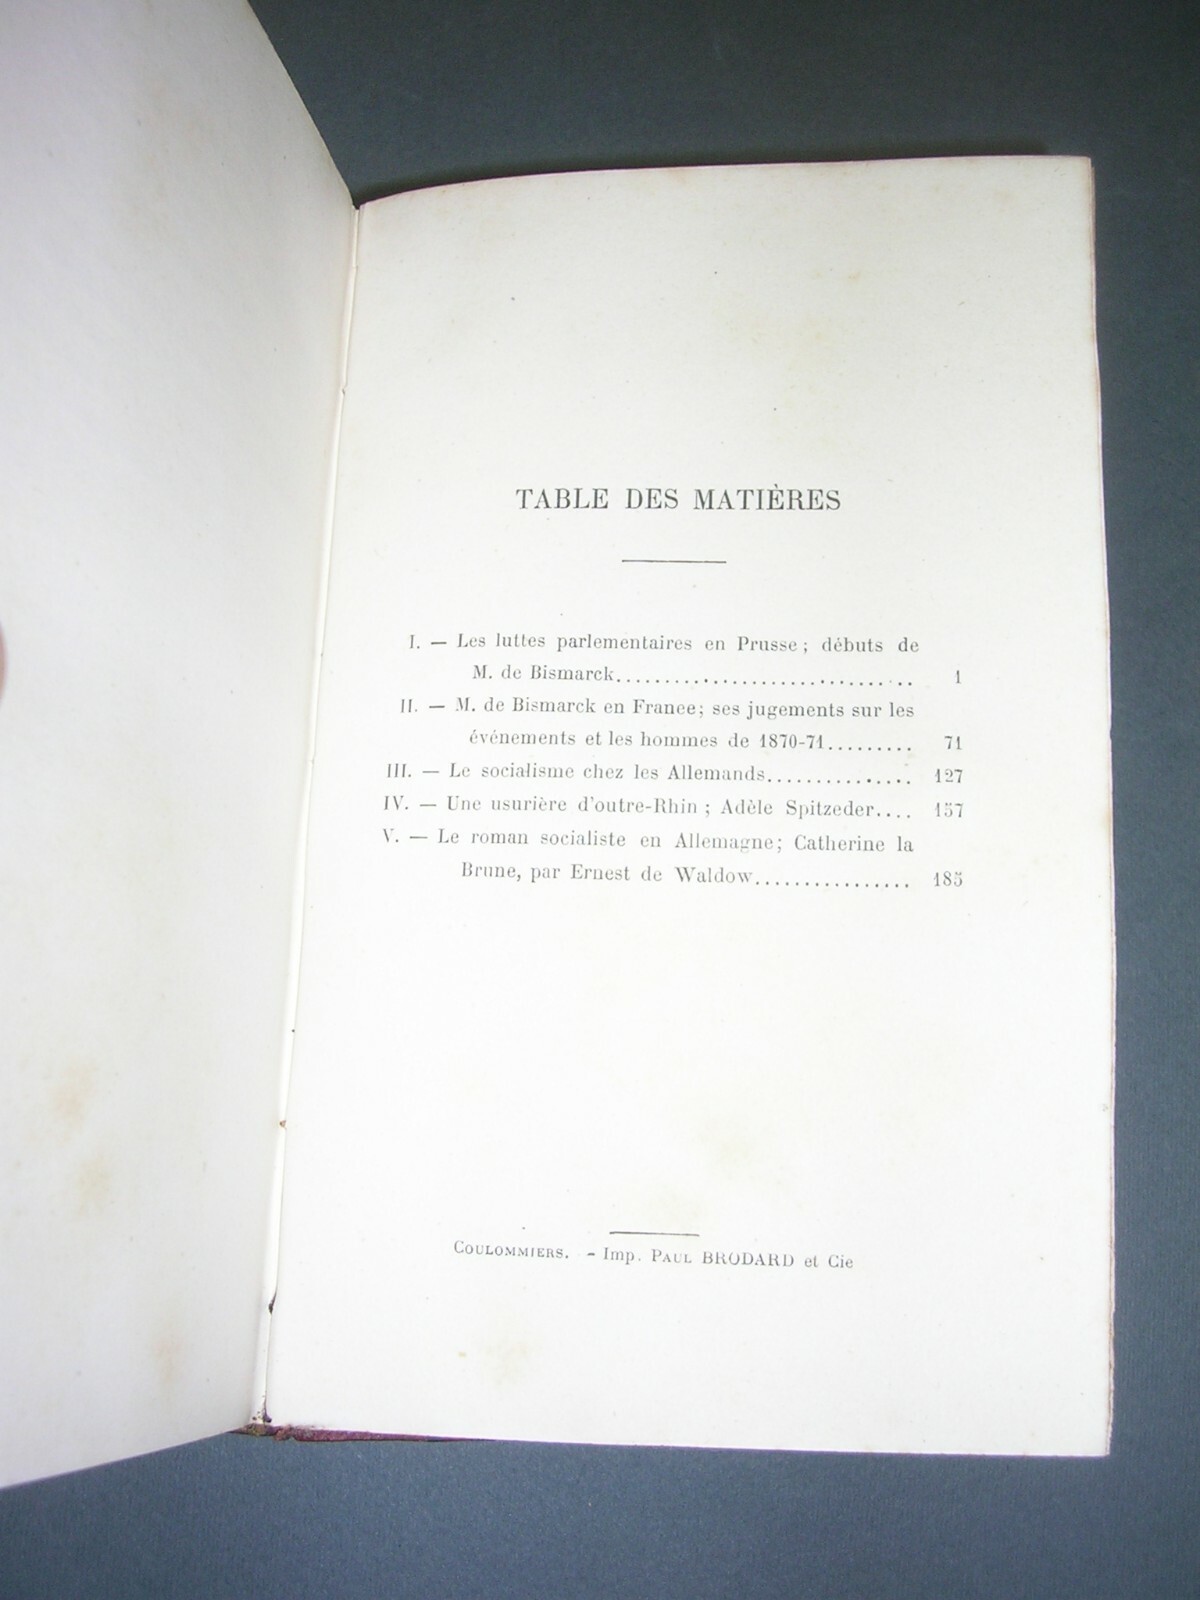 TABLE DES MATIÈRES
I. — Les luttes parlementaires en Prusse ; débuts de
M. de Bismarck............................... 1
II. — M. de Bismarck en France; ses jugements sur les
événements et les hommes de 1870-71......... 71
III. — Le socialisme chez les Allemands............... 127
IV. — Une usurière d'outre-Rhin ; Adèle Spitzeder.... 157
V. — Le roman socialiste en Allemagne; Catherine la
Brune, par Ernest de Waldow................ 185
COULOMMIERS. — Imp. PAUL BRODARD et Cie